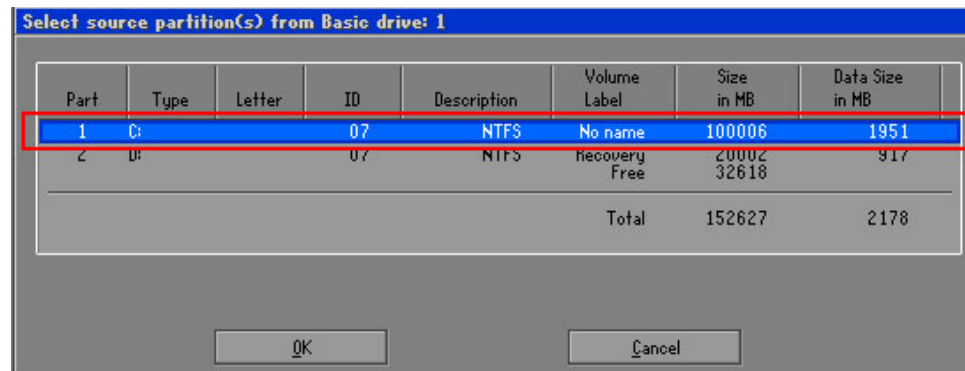 Select source partition(s) from Basic drive: 1
Volume Size Data Size
Part Type Letter ID Description Label in MB in MB
1 C: 07 NTFS No name 100006 1951
2 D: 07 NTFS Recovery 20002 917
Free 32618
Total 152627 2178
OK Cancel